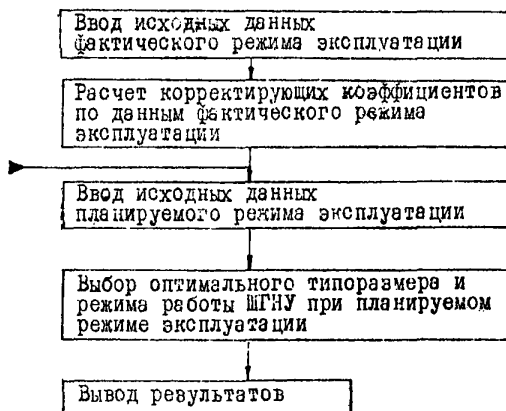 Ввод исходных данных
фактического режима эксплуатации
Расчет корректирующих коэффициентов
по данным фактического режима
эксплуатации
Ввод исходных данных
планируемого режима эксплуатации
Выбор оптимального типоразмера и
режима работы ШГНУ при планируемом
режиме эксплуатации
Вывод результатов